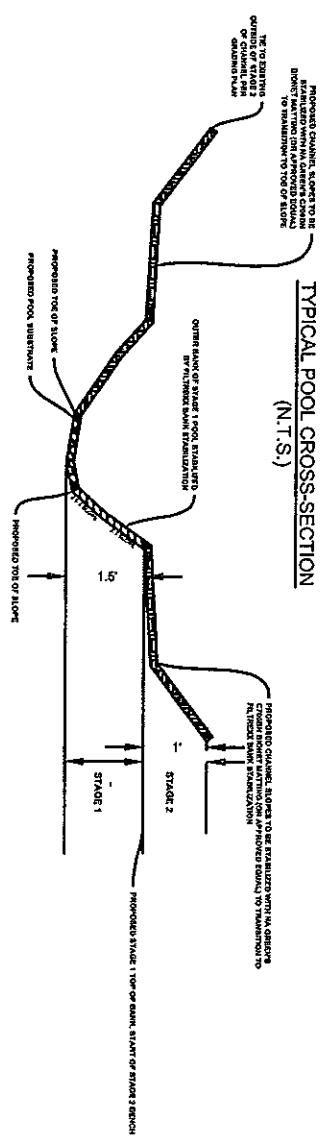 TYPICAL POOL CROSS-SECTION
(N.T.S.)
TIE TO EXISTING
OUTSIDE OF STAGE 2
OF CHANNEL PER
GRADING PLAN
PROPOSED CHANNEL SLOPES TO BE
STABILIZED WITH NA GREEN'S C700BN
BIONET MATTING (OR APPROVED EQUAL)
TO TRANSITION TO TOE OF SLOPE
PROPOSED TOE OF SLOPE
PROPOSED POOL SUBSTRATE
OUTER BANK OF STAGE 1 POOL STABILIZED
BY FILTREXX BANK STABILIZATION
PROPOSED TOE OF SLOPE
1.5'
1'
STAGE 2
STAGE 1
PROPOSED CHANNEL SLOPES TO BE STABILIZED WITH NA GREEN'S
C700BN BIONET MATTING (OR APPROVED EQUAL) TO TRANSITION TO
FILTREXX BANK STABILIZATION
PROPOSED STAGE 1 TOP OF BANK, START OF STAGE 2 BENCH